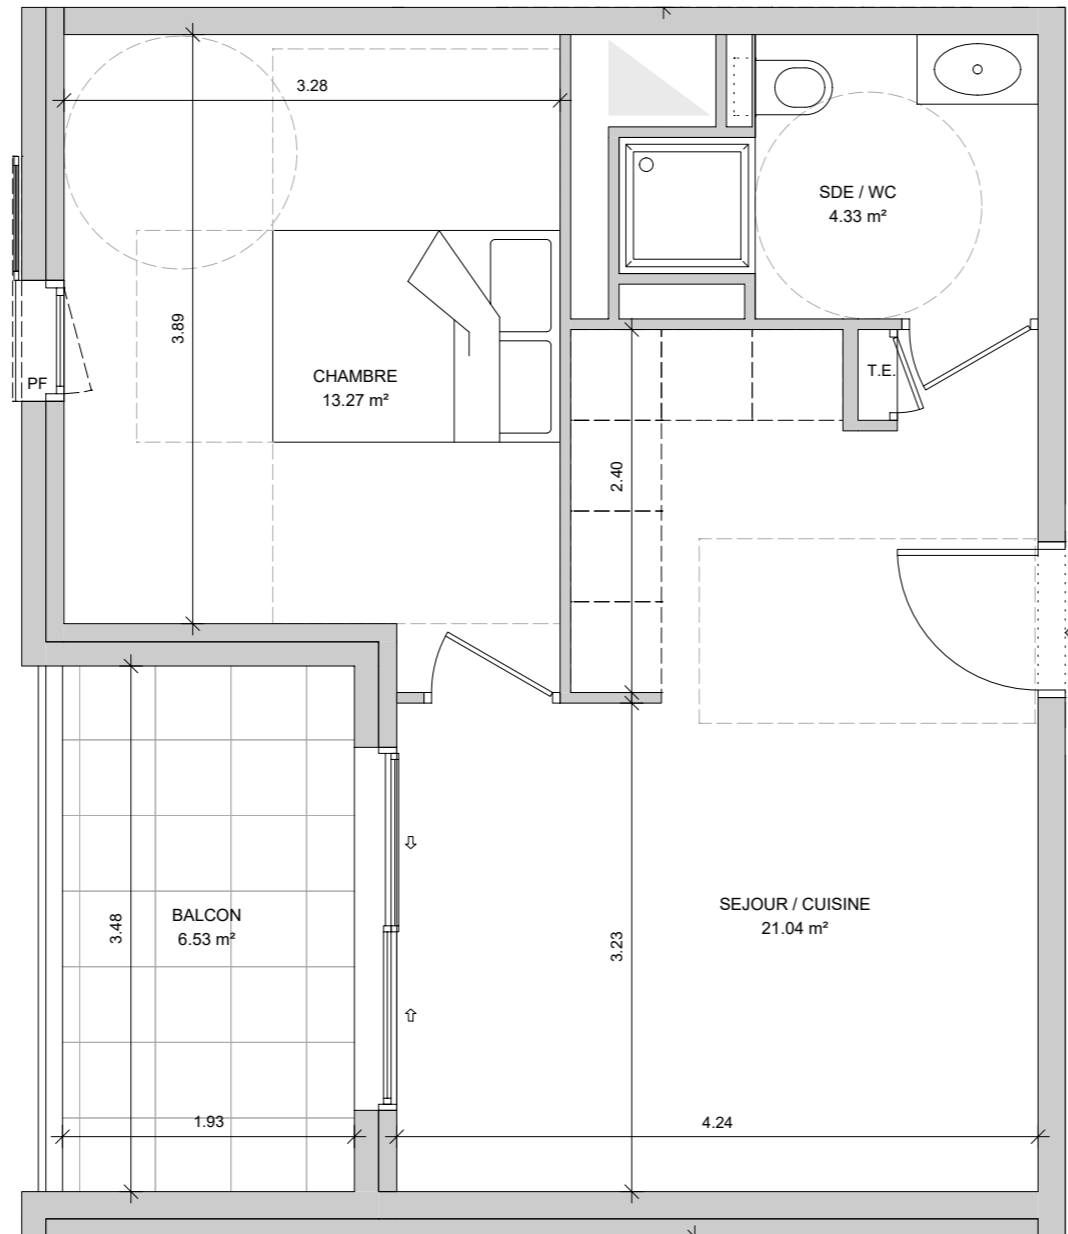 3.28
SDE / WC
4.33 m²
3.89
PF
CHAMBRE
13.27 m²
T.E.
2.40
BALCON
6.53 m²
3.48
SEJOUR / CUISINE
21.04 m²
3.23
1.93
4.24